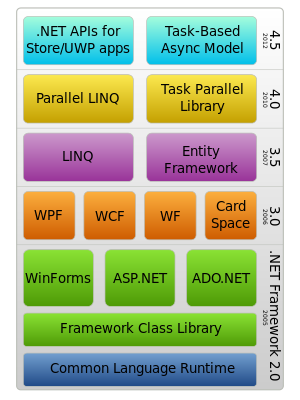 .NET APIs for
Store/UWP apps
Task-Based
Async Model
4.5
2012
Parallel LINQ
Task Parallel
Library
4.0
2010
LINQ
Entity
Framework
3.5
2007
WPF
WCF
WF
Card
Space
3.0
2006
WinForms
ASP.NET
ADO.NET
Framework Class Library
Common Language Runtime
.NET Framework 2.0
2005